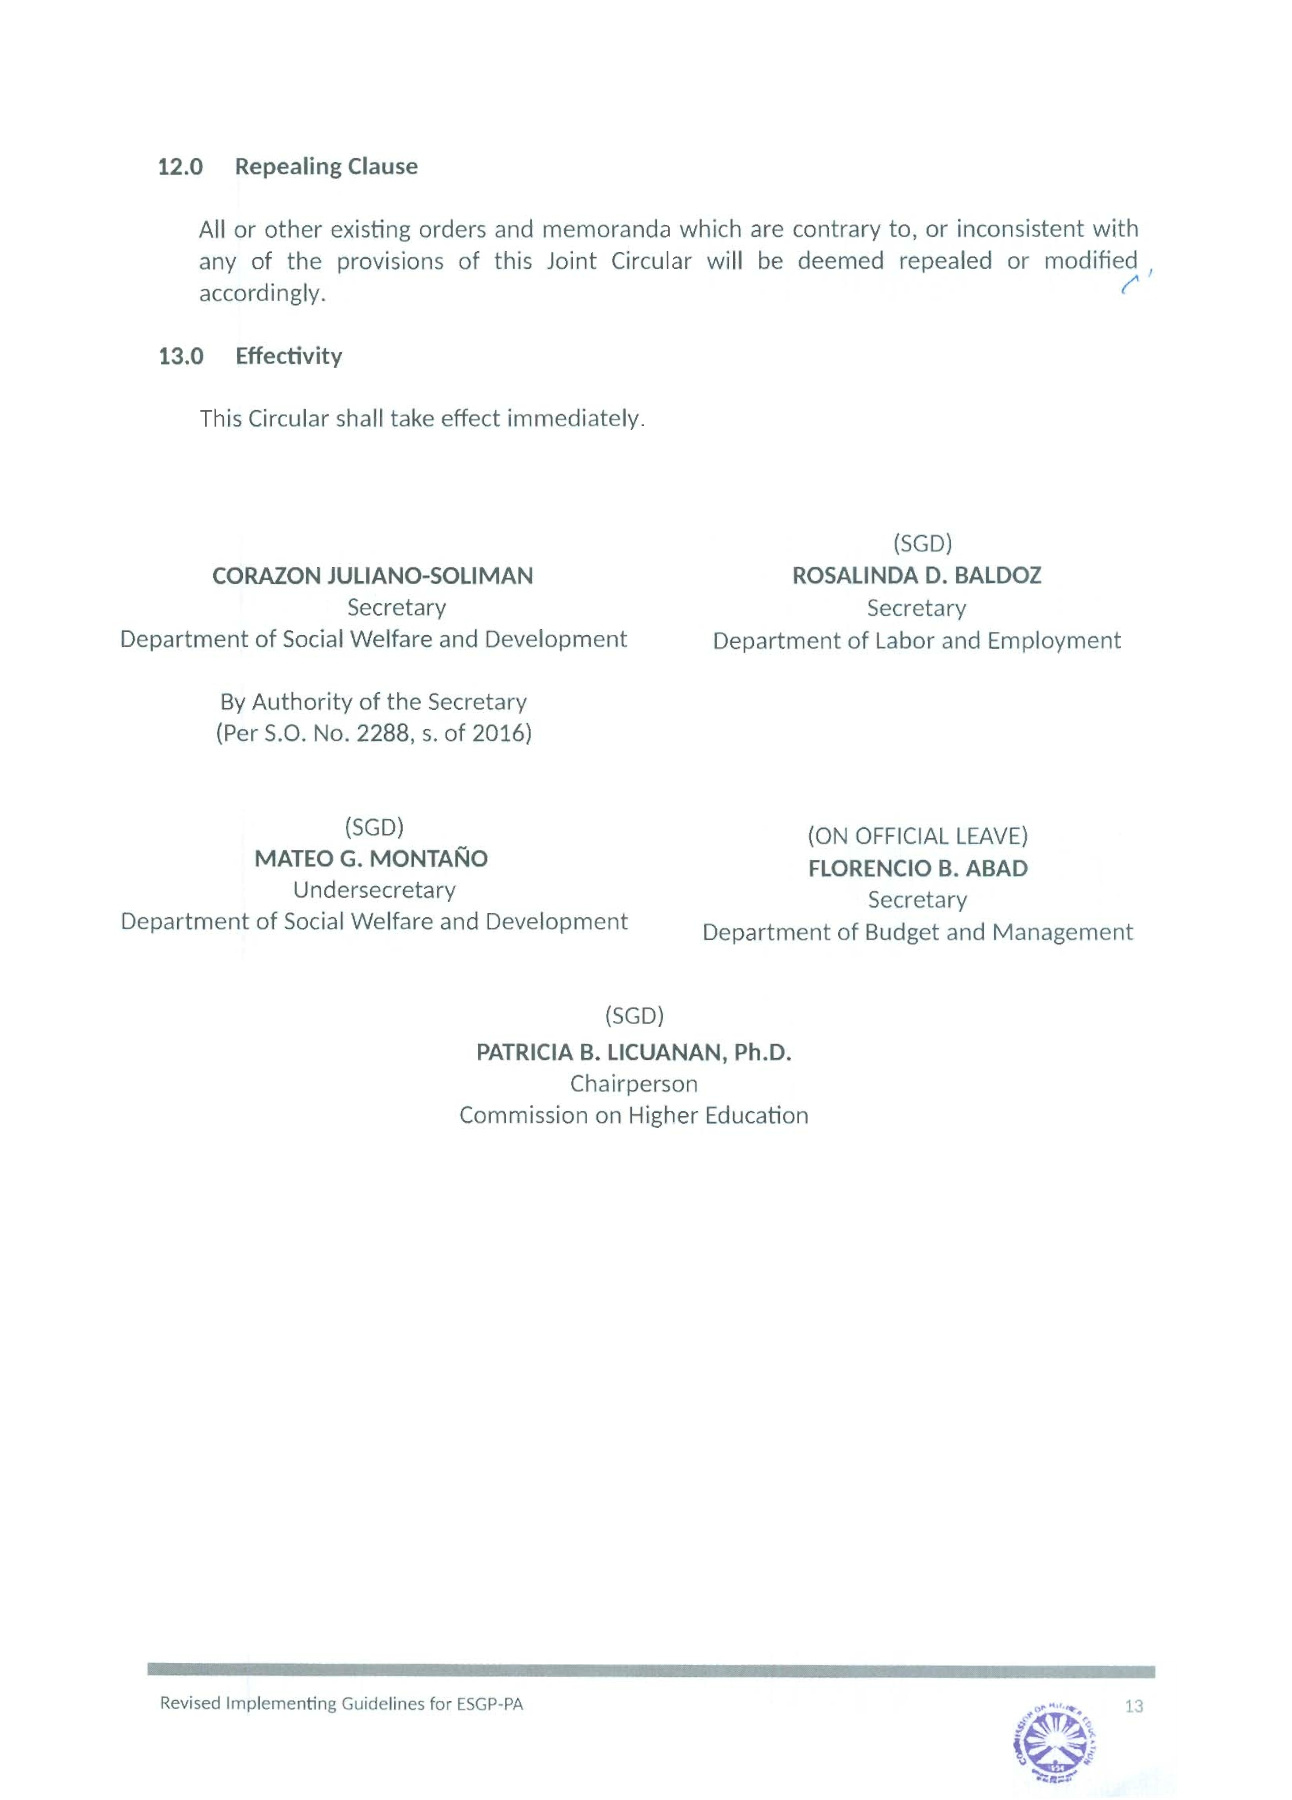 12.0 Repealing Clause
All or other existing orders and memoranda which are contrary to, or inconsistent with
any of the provisions of this Joint Circular will be deemed repealed or modified
accordingly.
13.0 Effectivity
This Circular shall take effect immediately.
CORAZON JULIANO-SOLIMAN
Secretary
Department of Social Welfare and Development
By Authority of the Secretary
(Per S.O. No. 2288, s. of 2016)
(SGD)
ROSALINDA D. BALDOZ
Secretary
Department of Labor and Employment
(SGD)
MATEO G. MONTAÑO
Undersecretary
Department of Social Welfare and Development
(ON OFFICIAL LEAVE)
FLORENCIO B. ABAD
Secretary
Department of Budget and Management
(SGD)
PATRICIA B. LICUANAN, Ph.D.
Chairperson
Commission on Higher Education
Revised Implementing Guidelines for ESGP-PA
13
COMMISSION ON HIGHER EDUCATION